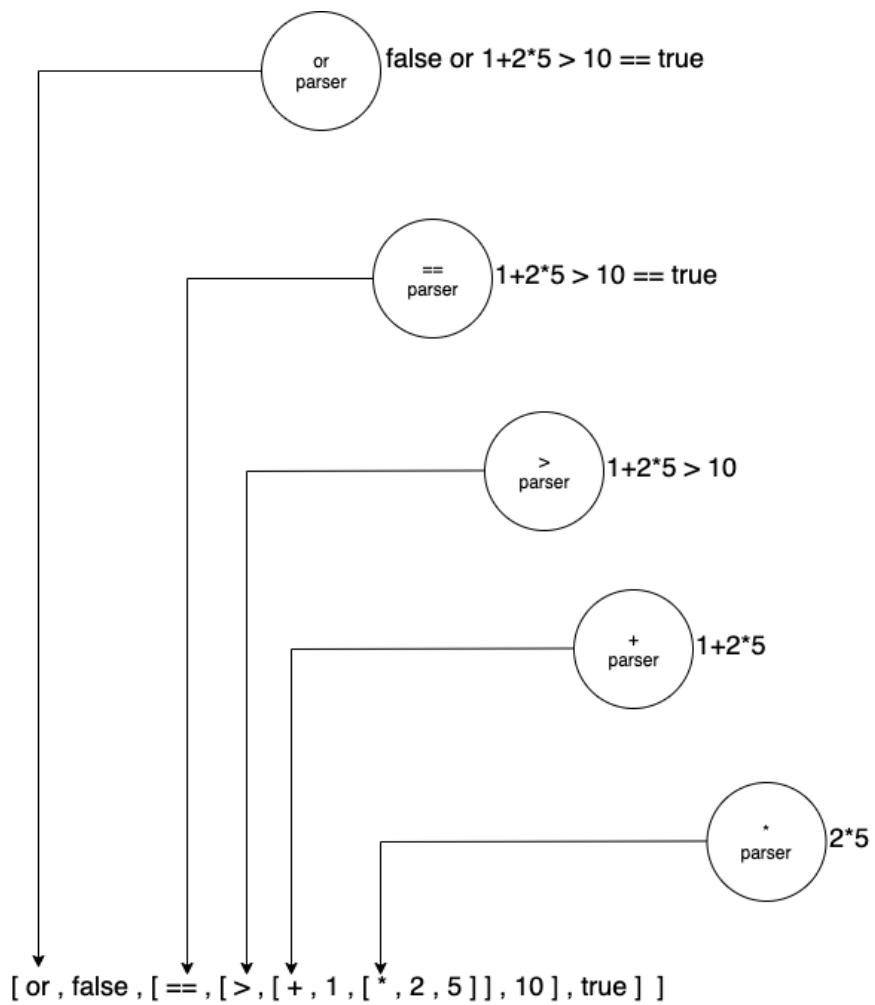 or
parser
false or 1+2*5 > 10 == true
==
parser
1+2*5 > 10 == true
>
parser
1+2*5 > 10
+
parser
1+2*5
*
parser
2*5
[ or , false , [ == , [ > , [ + , 1 , [ * , 2 , 5 ] ] , 10 ] , true ] ]